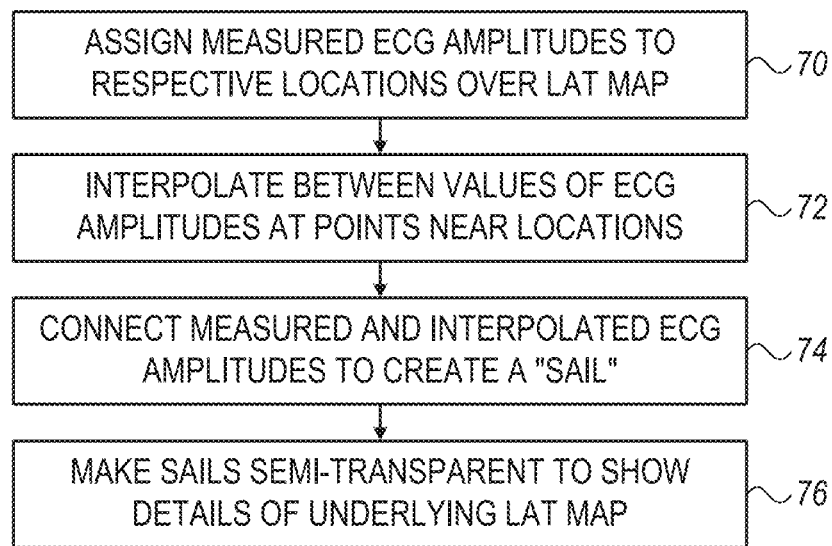 ASSIGN MEASURED ECG AMPLITUDES TO
RESPECTIVE LOCATIONS OVER LAT MAP
70
INTERPOLATE BETWEEN VALUES OF ECG
AMPLITUDES AT POINTS NEAR LOCATIONS
72
CONNECT MEASURED AND INTERPOLATED ECG
AMPLITUDES TO CREATE A "SAIL"
74
MAKE SAILS SEMI-TRANSPARENT TO SHOW
DETAILS OF UNDERLYING LAT MAP
76